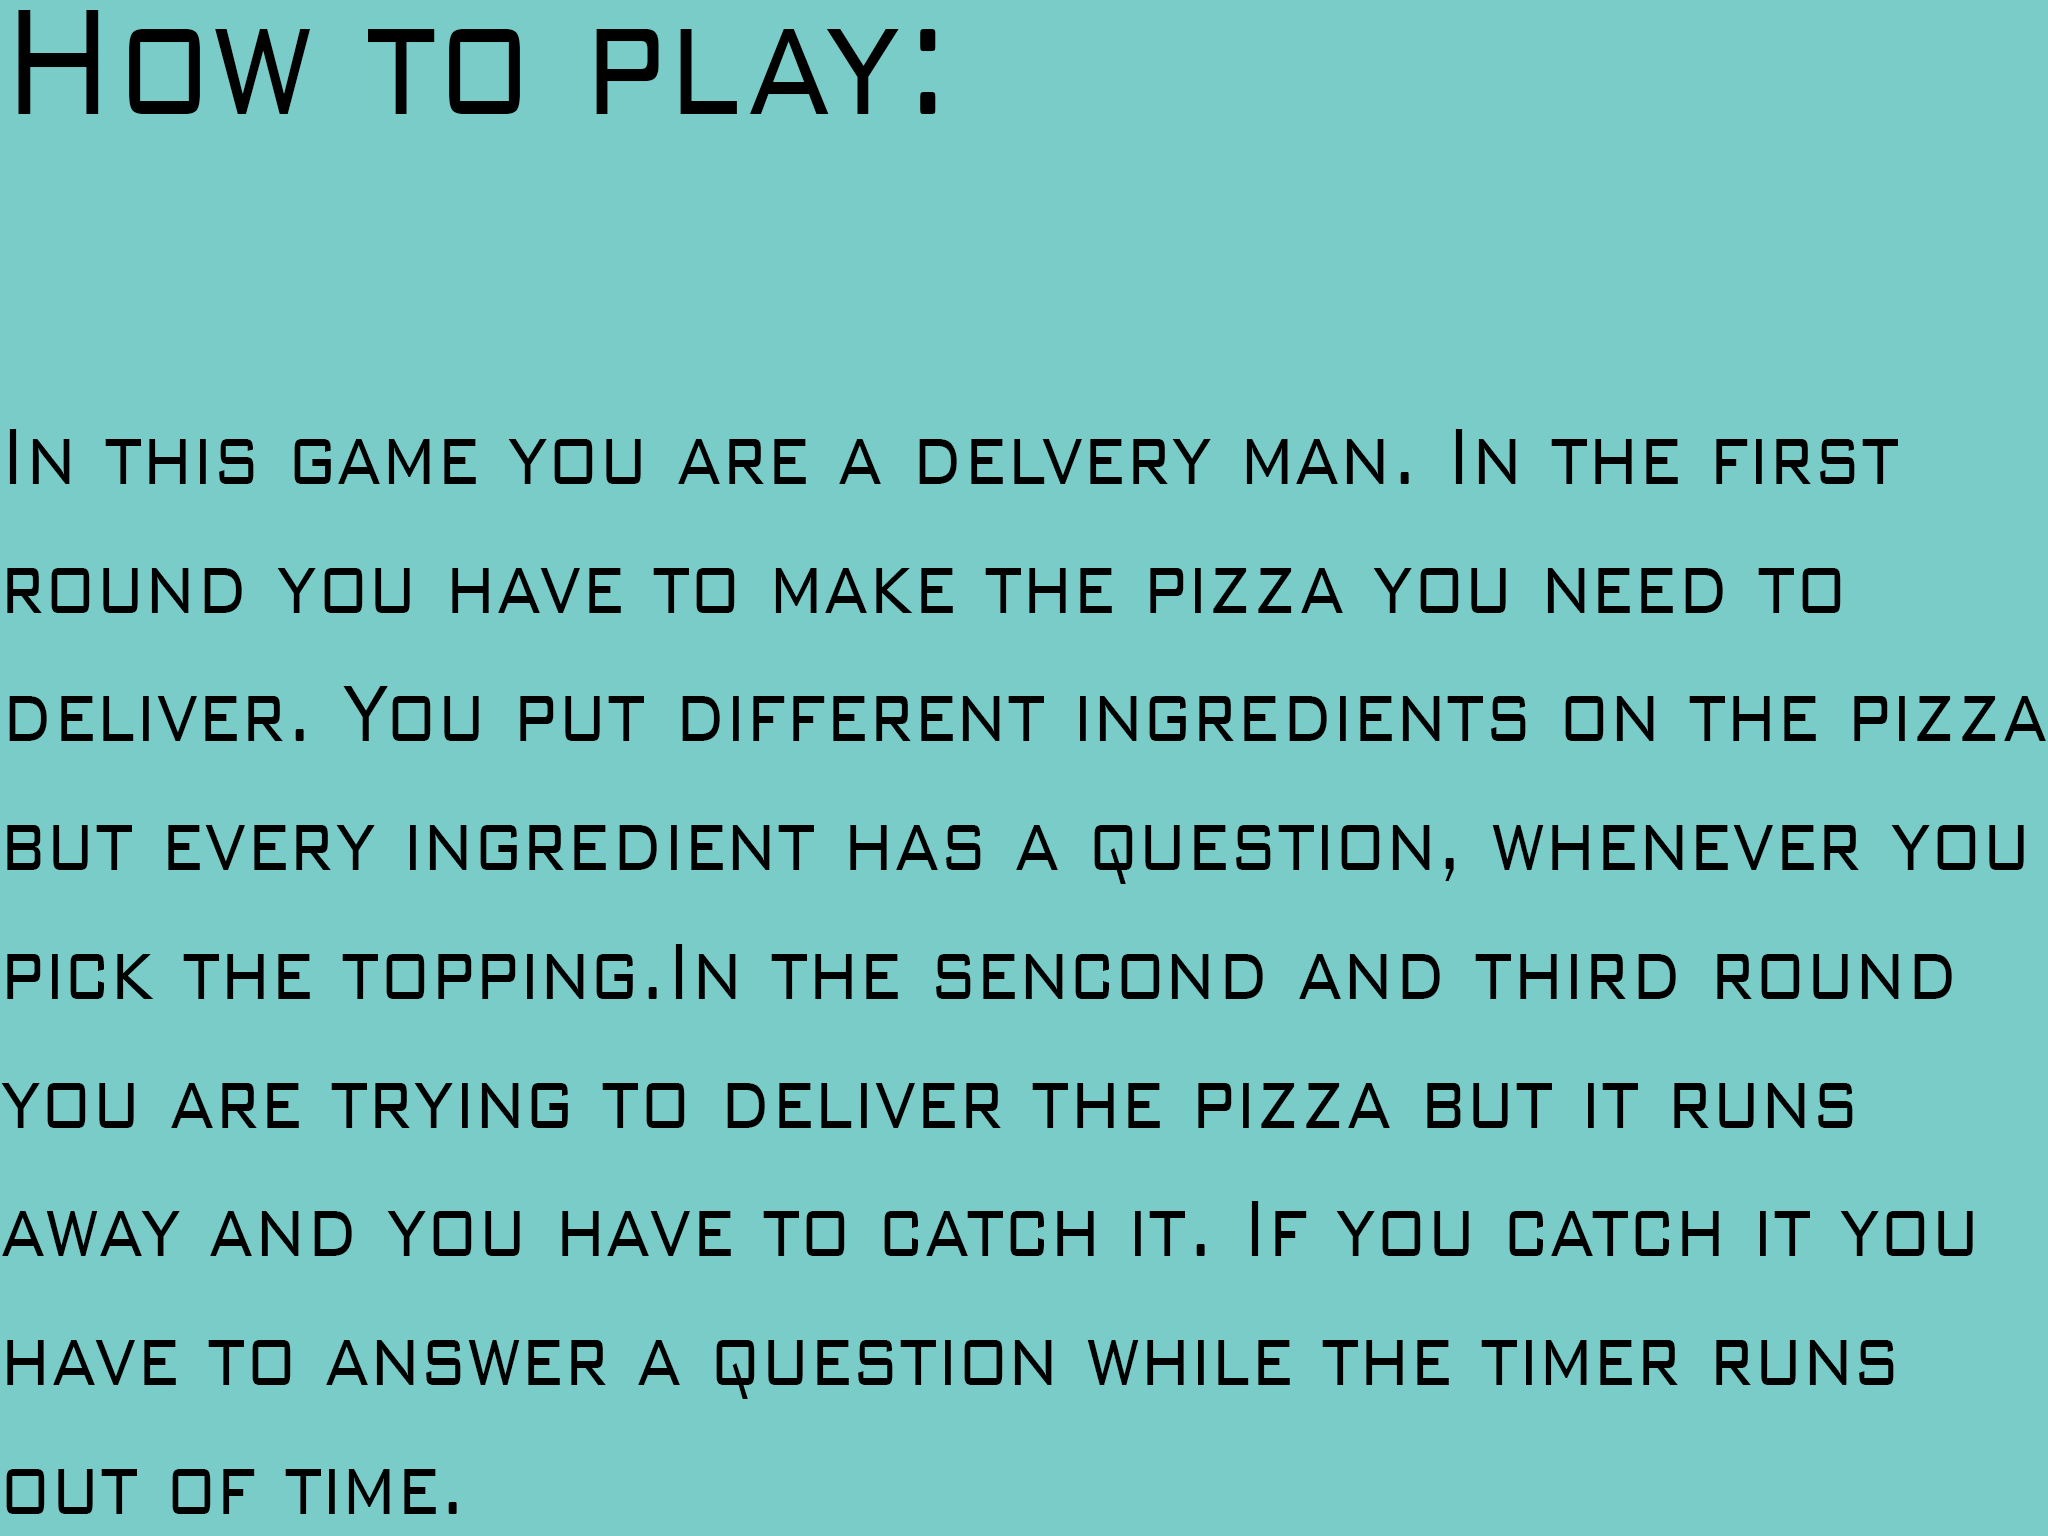 How to play:
In this game you are a delvery man. In the first
round you have to make the pizza you need to
deliver. You put different ingredients on the pizza
but every ingredient has a question, whenever you
pick the topping.In the sencond and third round
you are trying to deliver the pizza but it runs
away and you have to catch it. If you catch it you
have to answer a question while the timer runs
out of time.